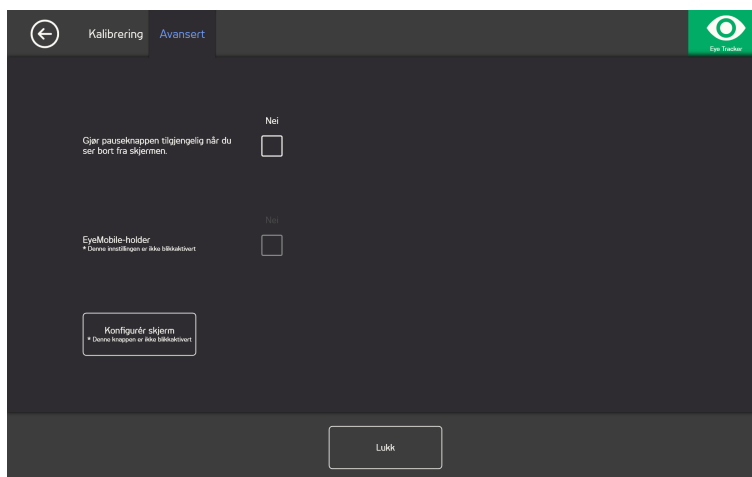 Kalibrering Avansert
Eye Tracker
Nei
Gjør pauseknappen tilgjengelig når du
ser bort fra skjermen.
Nei
EyeMobile-holder
* Denne innstillingen er ikke blikkaktivert
Konfigurér skjerm
* Denne knappen er ikke blikkaktivert
Lukk